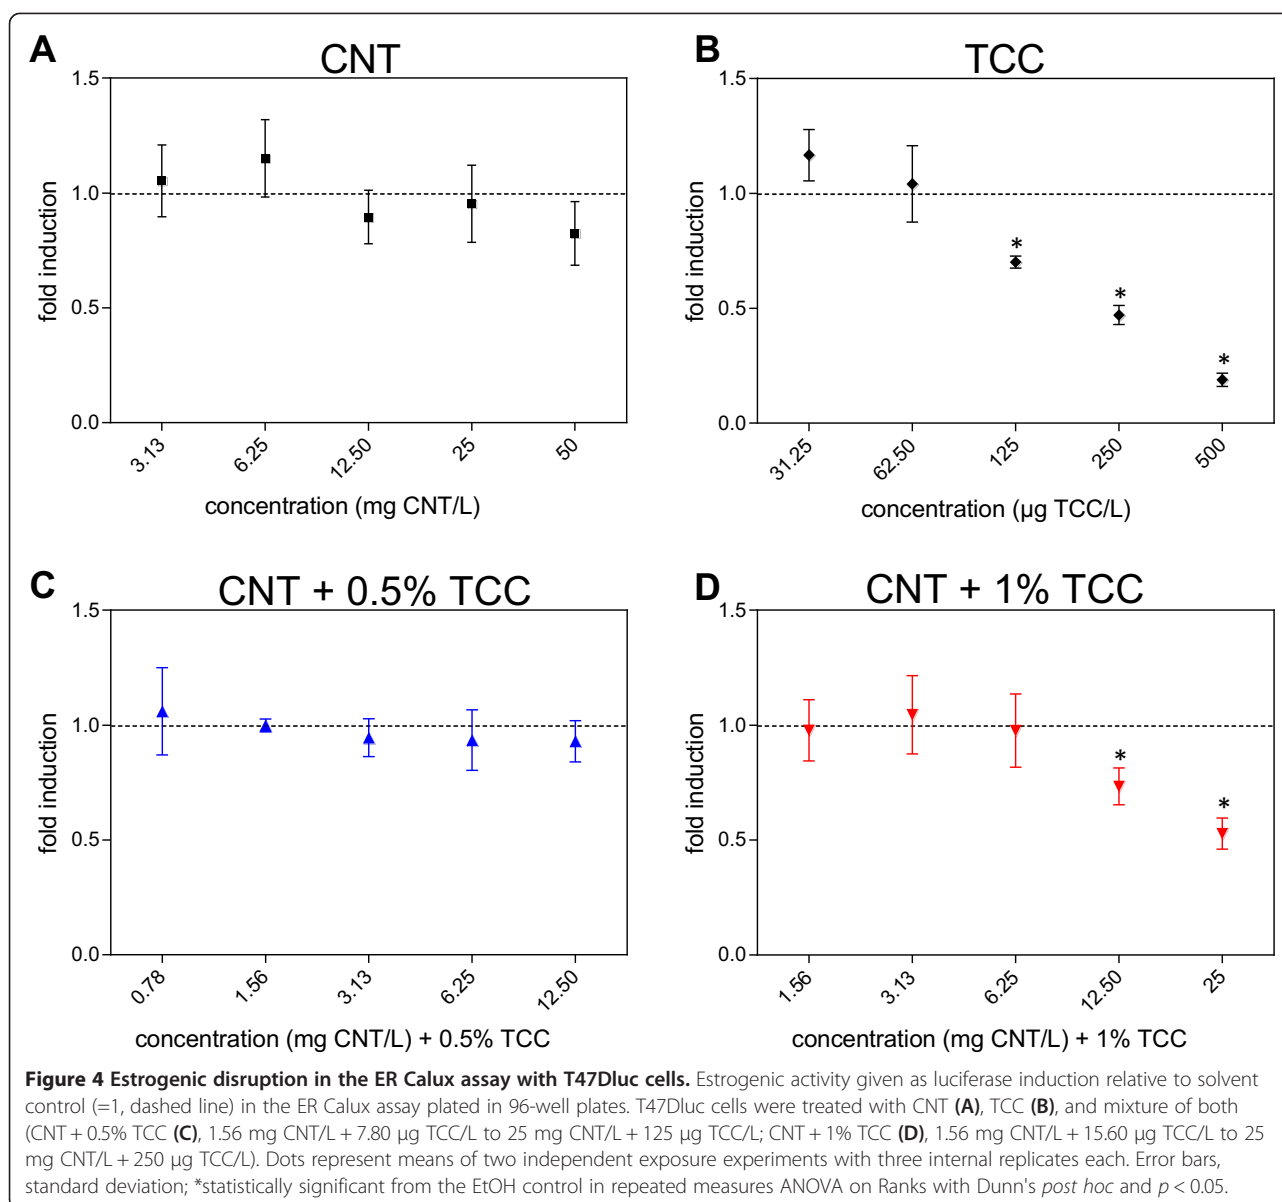 A
CNT
1.5
1.0
0.5
0.0
fold induction
3.13
6.25
12.50
25
50
concentration (mg CNT/L)
B
TCC
1.5
1.0
0.5
0.0
fold induction
*
*
*
31.25
62.50
125
250
500
concentration (µg TCC/L)
C
CNT + 0.5% TCC
1.5
1.0
0.5
0.0
fold induction
0.78
1.56
3.13
6.25
12.50
concentration (mg CNT/L) + 0.5% TCC
D
CNT + 1% TCC
1.5
1.0
0.5
0.0
fold induction
*
*
1.56
3.13
6.25
12.50
25
concentration (mg CNT/L) + 1% TCC
Figure 4 Estrogenic disruption in the ER Calux assay with T47Dluc cells. Estrogenic activity given as luciferase induction relative to solvent
control (=1, dashed line) in the ER Calux assay plated in 96-well plates. T47Dluc cells were treated with CNT (A), TCC (B), and mixture of both
(CNT + 0.5% TCC (C), 1.56 mg CNT/L + 7.80 µg TCC/L to 25 mg CNT/L + 125 µg TCC/L; CNT + 1% TCC (D), 1.56 mg CNT/L + 15.60 µg TCC/L to 25
mg CNT/L + 250 µg TCC/L). Dots represent means of two independent exposure experiments with three internal replicates each. Error bars,
standard deviation; *statistically significant from the EtOH control in repeated measures ANOVA on Ranks with Dunn's post hoc and p < 0.05.